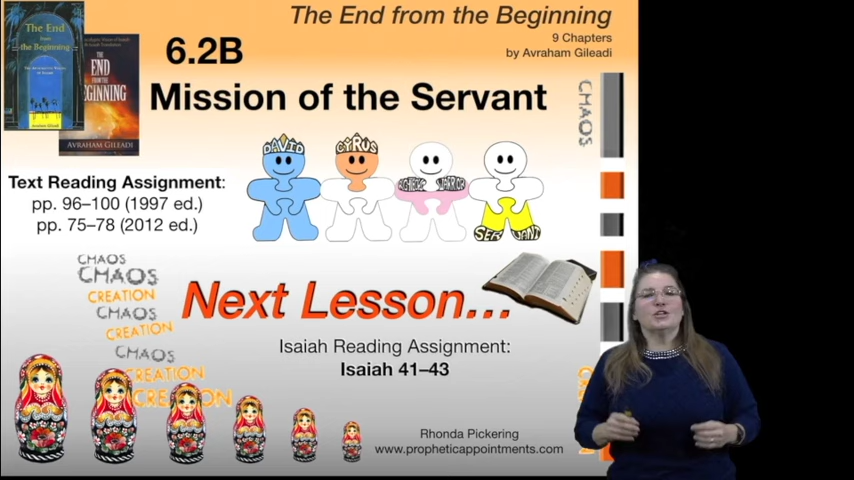 The End from the Beginning
9 Chapters
by Avraham Gileadi
The End
from the
Beginning
Avraham Gileadi
THE
END
FROM THE
BEGINNING
AVRAHAM GILEADI
6.2B
Mission of the Servant
CHAOS
DAVID
CYRUS
SERVANT
Text Reading Assignment:
pp. 96–100 (1997 ed.)
pp. 75–78 (2012 ed.)
CHAOS
CHAOS
CREATION
CHAOS
CREATION
CHAOS
CREATION
CREATION
Next Lesson...
Isaiah Reading Assignment:
Isaiah 41–43
Rhonda Pickering
www.propheticappointments.com